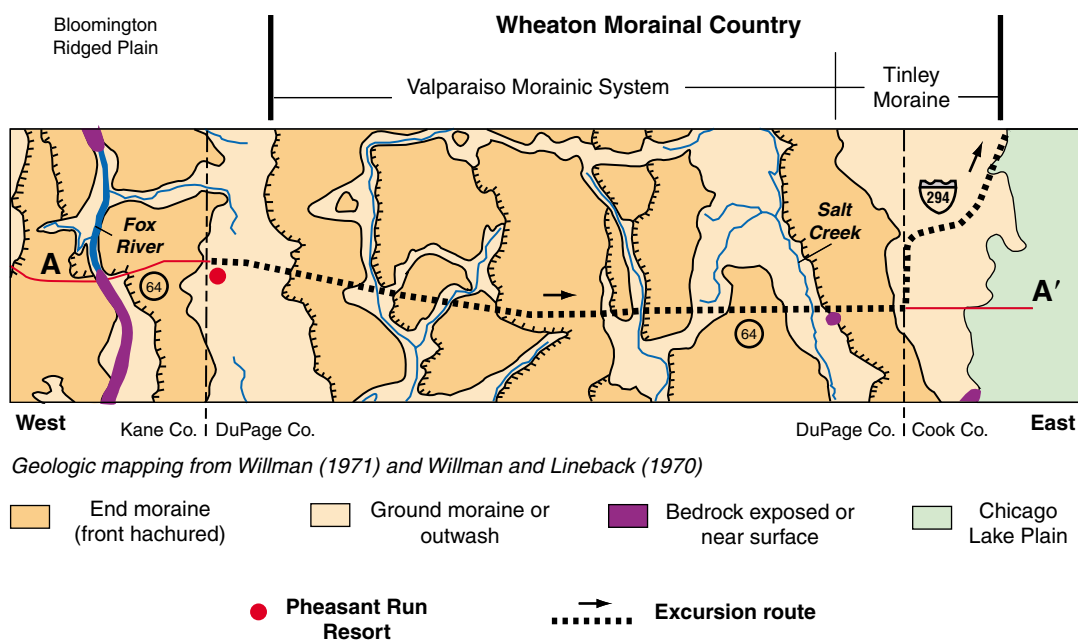 Bloomington
Ridged Plain
Wheaton Morainal Country
Valparaiso Morainic System
Tinley
Moraine
Fox
River
A
64
294
Salt
Creek
A′
64
West
Kane Co.
DuPage Co.
DuPage Co.
Cook Co.
East
Geologic mapping from Willman (1971) and Willman and Lineback (1970)
End moraine
(front hachured)
Ground moraine or
outwash
Bedrock exposed or
near surface
Chicago
Lake Plain
Pheasant Run
Resort
Excursion route